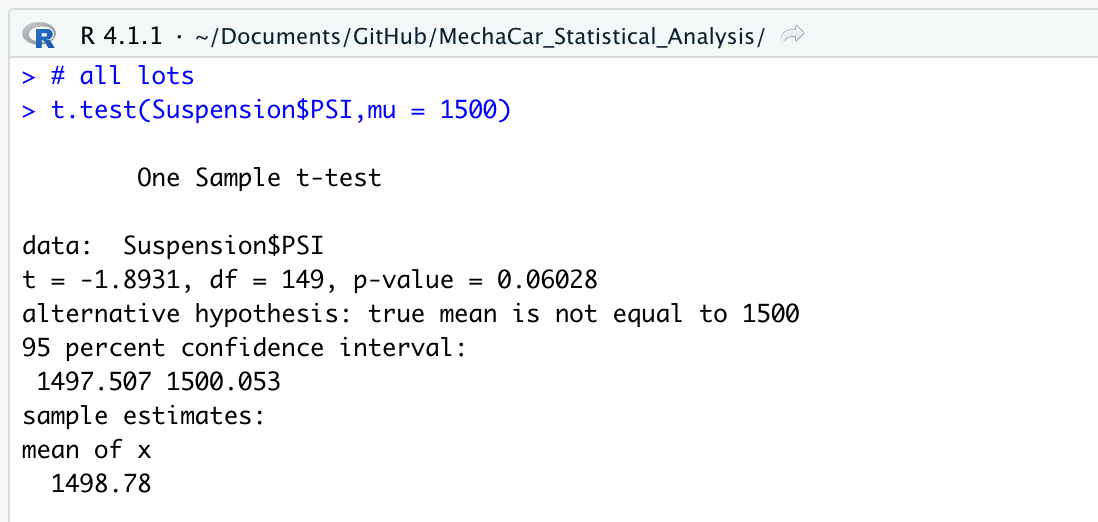 R R 4.1.1 · ~/Documents/GitHub/MechaCar_Statistical_Analysis/
> # all lots
> t.test(Suspension$PSI,mu = 1500)
One Sample t-test
data:  Suspension$PSI
t = -1.8931, df = 149, p-value = 0.06028
alternative hypothesis: true mean is not equal to 1500
95 percent confidence interval:
 1497.507 1500.053
sample estimates:
mean of x
  1498.78